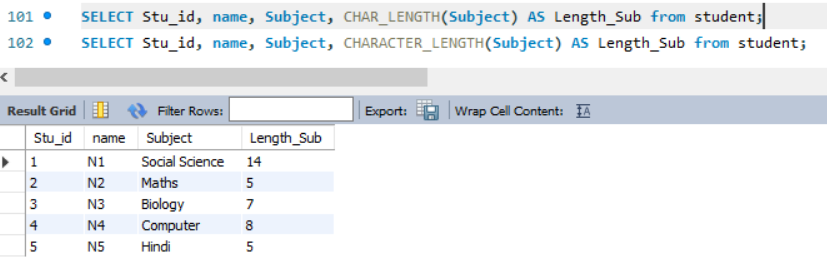 101 SELECT Stu_id, name, Subject, CHAR_LENGTH(Subject) AS Length_Sub from student;
102 SELECT Stu_id, name, Subject, CHARACTER_LENGTH(Subject) AS Length_Sub from student;
Result Grid Filter Rows: Export: Wrap Cell Content: IA
Stu_id name Subject Length_Sub
1 N1 Social Science 14
2 N2 Maths 5
3 N3 Biology 7
4 N4 Computer 8
5 N5 Hindi 5